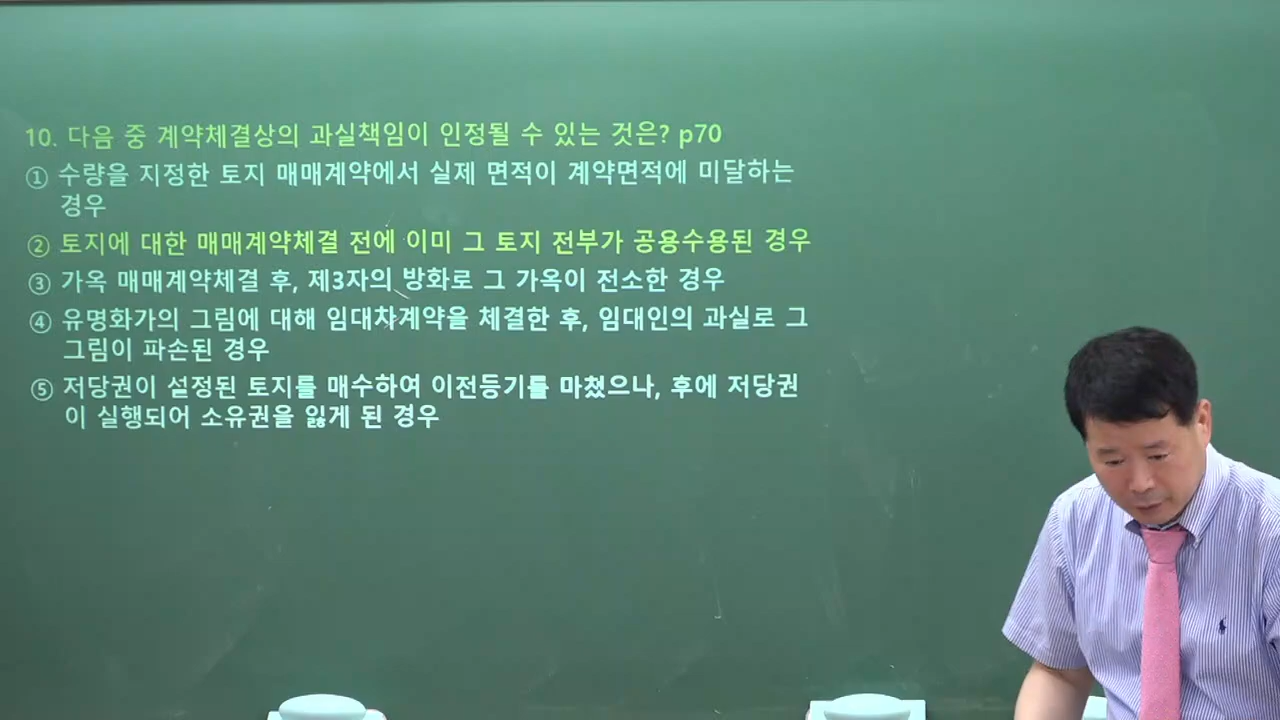 10. 다음 중 계약체결상의 과실책임이 인정될 수 있는 것은? p70
① 수량을 지정한 토지 매매계약에서 실제 면적이 계약면적에 미달하는
경우
② 토지에 대한 매매계약체결 전에 이미 그 토지 전부가 공용수용된 경우
③ 가옥 매매계약체결 후, 제3자의 방화로 그 가옥이 전소한 경우
④ 유명화가의 그림에 대해 임대차계약을 체결한 후, 임대인의 과실로 그
그림이 파손된 경우
⑤ 저당권이 설정된 토지를 매수하여 이전등기를 마쳤으나, 후에 저당권
이 실행되어 소유권을 잃게 된 경우